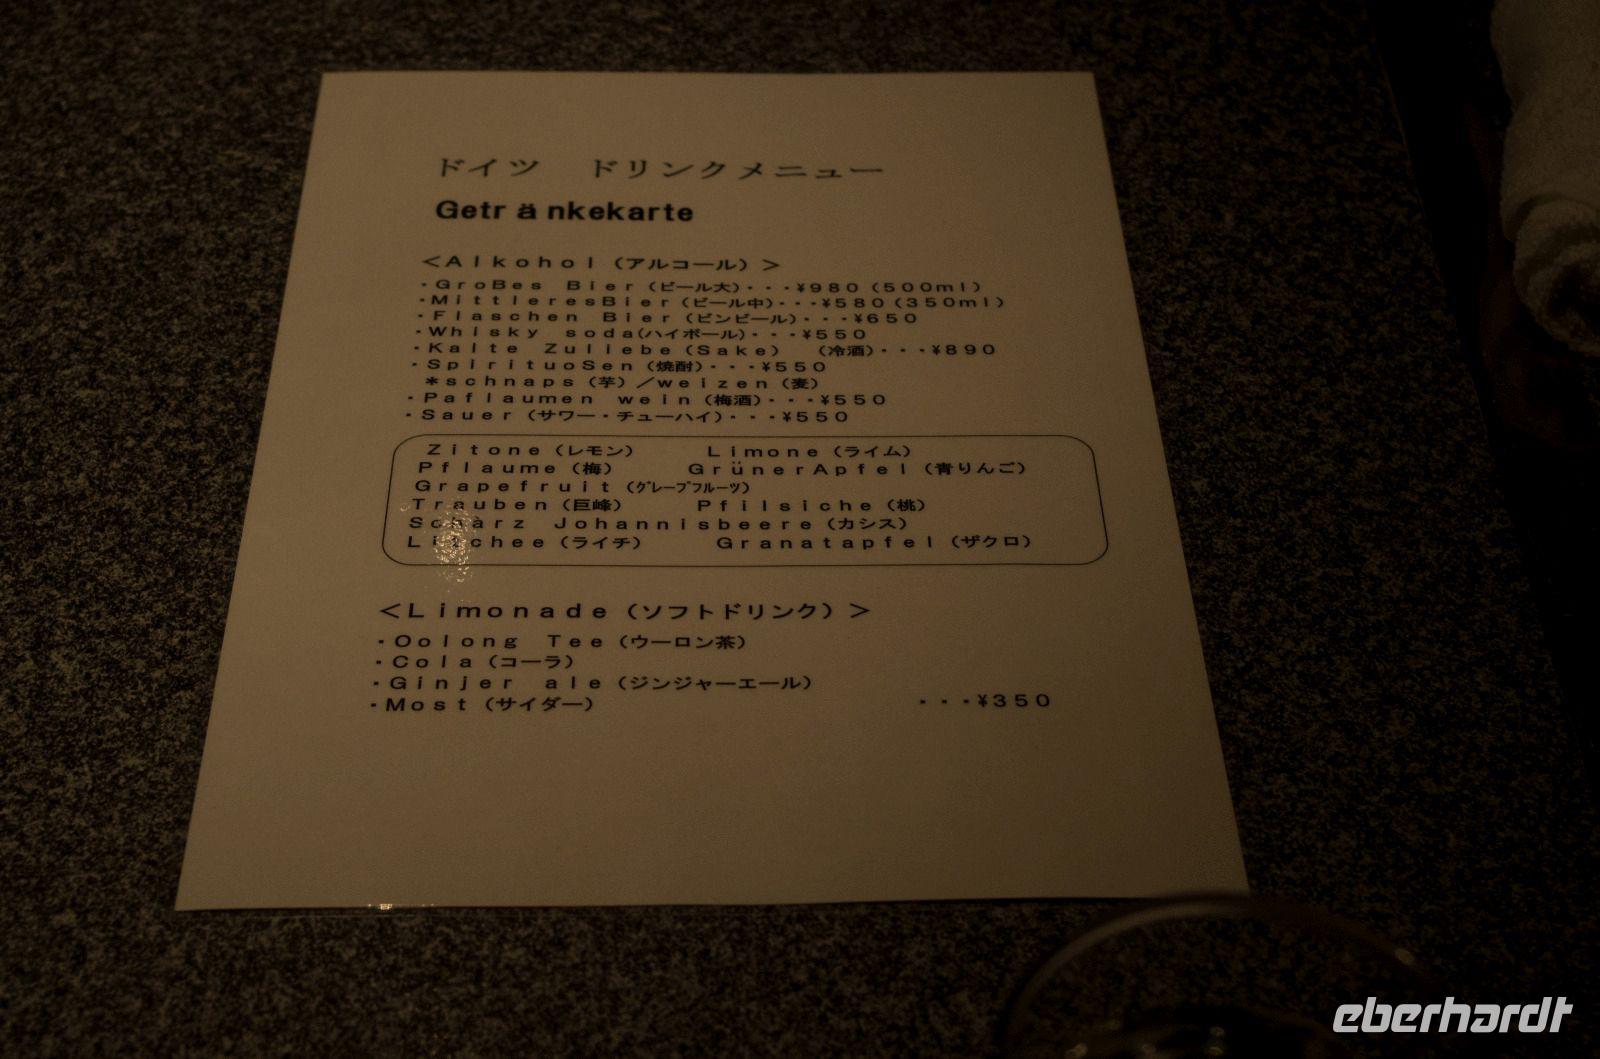 ドイツ　ドリンクメニュー
Getränkekarte
＜Alkohol（アルコール）＞
・GroBes Bier（ビール大）・・・¥980（500ml）
・MittleresBier（ビール中）・・・¥580（350ml）
・Flaschen Bier（ビンビール）・・・¥650
・Whisky soda(ハイボール)・・・¥550
・Kalte Zuliebe（Sake）　（冷酒）・・・¥890
・SpirituoSen（焼酎）・・・¥550
＊schnaps（芋）／weizen（麦）
・Paflaumen wein（梅酒）・・・¥550
・Sauer（サワー・チューハイ）・・・¥550
Zitone（レモン）　Limone（ライム）
Pflaume（梅）　GrünerApfel（青りんご）
Grapefruit（ｸﾞﾚｰﾌﾟﾌﾙｰﾂ）
Trauben（巨峰）　Pfilsiche（桃）
Schärz Johannisbeere（カシス）
Litchee（ライチ）　Granatapfel（ザクロ）
＜Limonade（ソフトドリンク）＞
・Oolong Tee（ウーロン茶）
・Cola（コーラ）
・Ginjer ale（ジンジャーエール）
・Most（サイダー）　・・・¥350
eberhardt